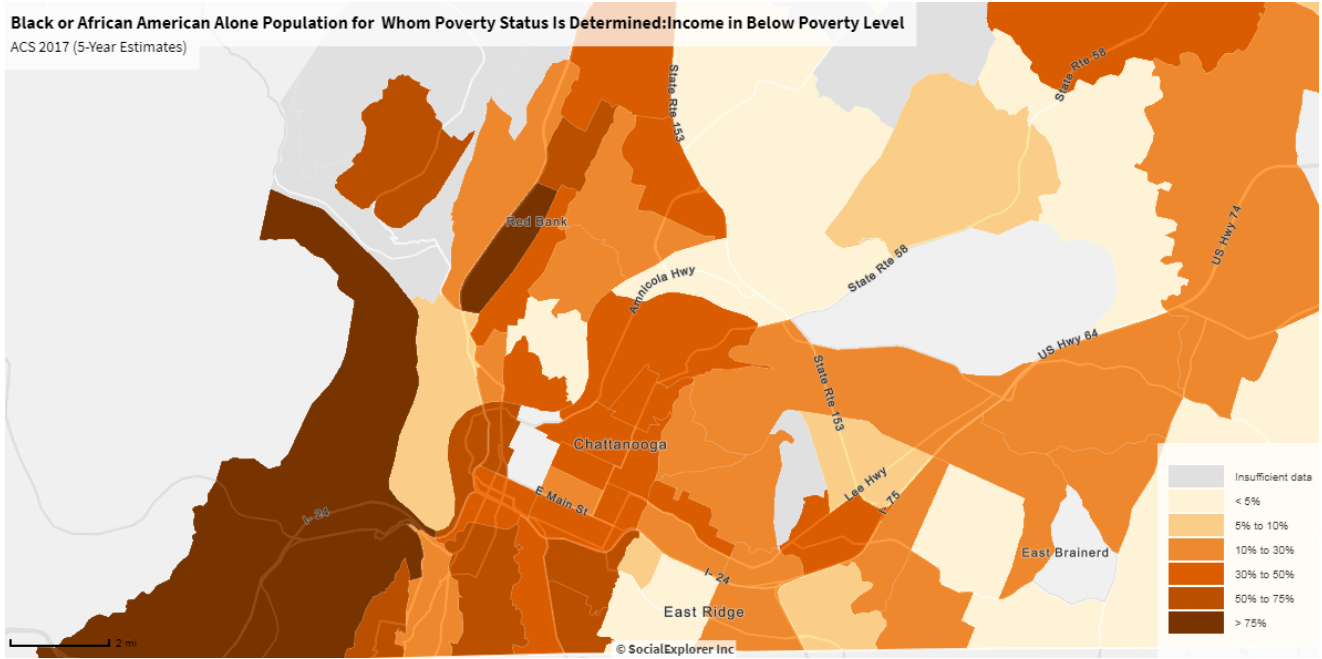 Black or African American Alone Population for Whom Poverty Status Is Determined:Income in Below Poverty Level
ACS 2017 (5-Year Estimates)
State Rte 153
State Rte 58
Red Bank
US Hwy 74
State Rte 58
Amnicola Hwy
US Hwy 64
State Rte 153
Chattanooga
Lee Hwy
E Main St
I- 75
I- 24
East Brainerd
I- 24
East Ridge
Insufficient data
< 5%
5% to 10%
10% to 30%
30% to 50%
50% to 75%
> 75%
2 mi
© SocialExplorer Inc